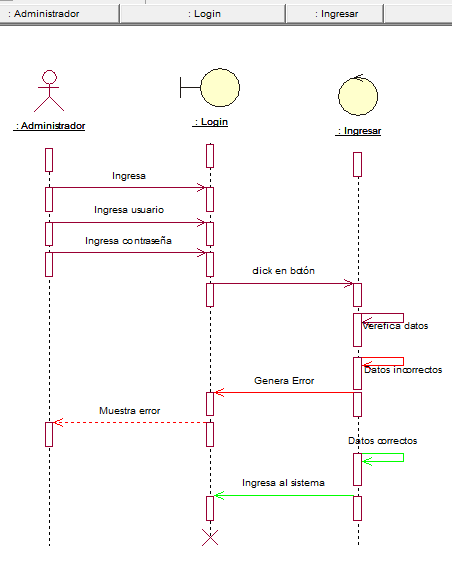 : Administrador
: Login
: Ingresar
: Administrador
: Login
: Ingresar
Ingresa
Ingresa usuario
Ingresa contraseña
click en botón
Verefica datos
Datos incorrectos
Genera Error
Muestra error
Datos correctos
Ingresa al sistema